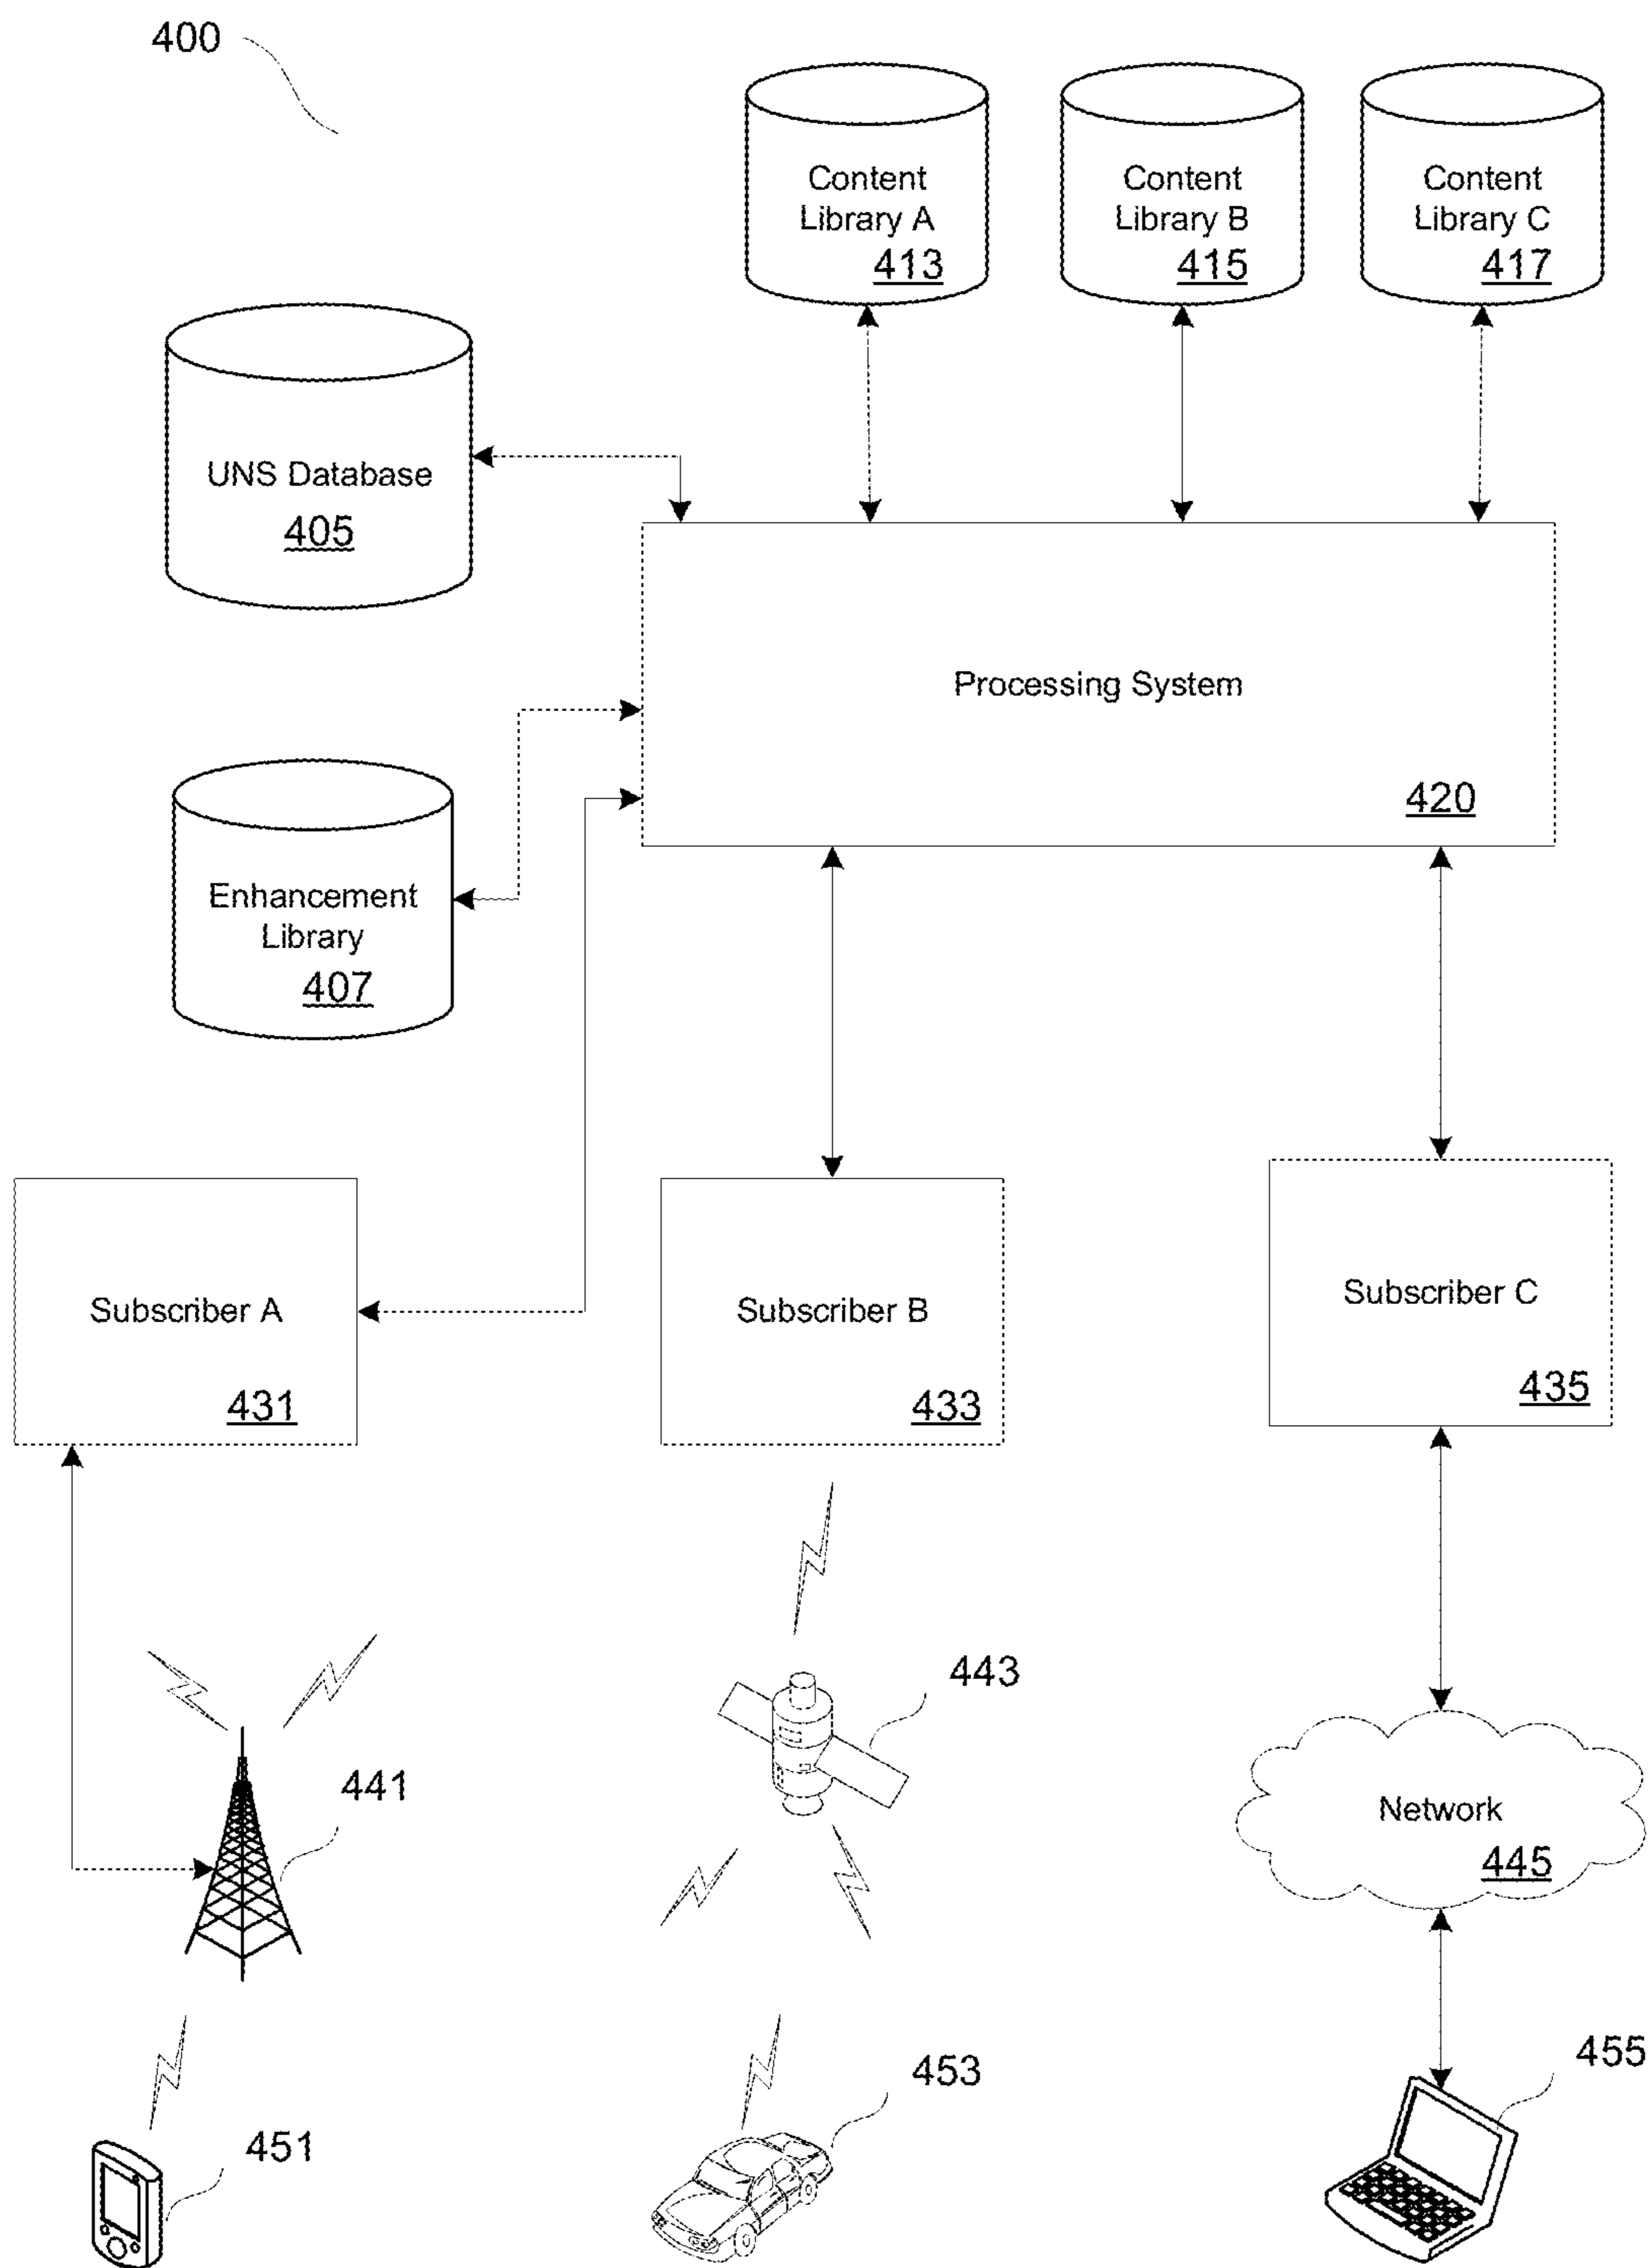 400
Content
Library A
413
Content
Library B
415
Content
Library C
417
UNS Database
405
Processing System
420
Enhancement
Library
407
Subscriber A
431
Subscriber B
433
Subscriber C
435
443
441
Network
445
455
453
451